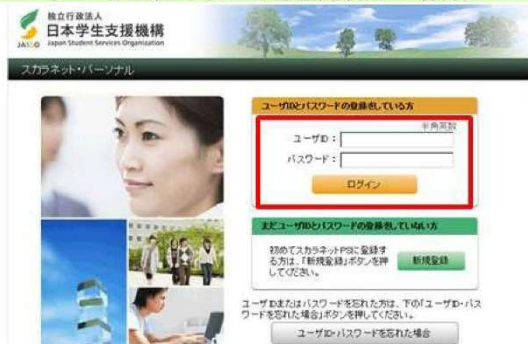 独立行政法人
日本学生支援機構
JASSO Japan Student Services Organization
スカラネット・パーソナル
ユーザIDとパスワードの登録をしている方
半角英数
ユーザID：
パスワード：
ログイン
まだユーザIDとパスワードの登録をしていない方
初めてスカラネットPSに登録す
る方は、「新規登録」ボタンを押
してください。
新規登録
ユーザIDまたはパスワードを忘れた方は、下の「ユーザID・パス
ワードを忘れた場合」ボタンを押してください。
ユーザID・パスワードを忘れた場合